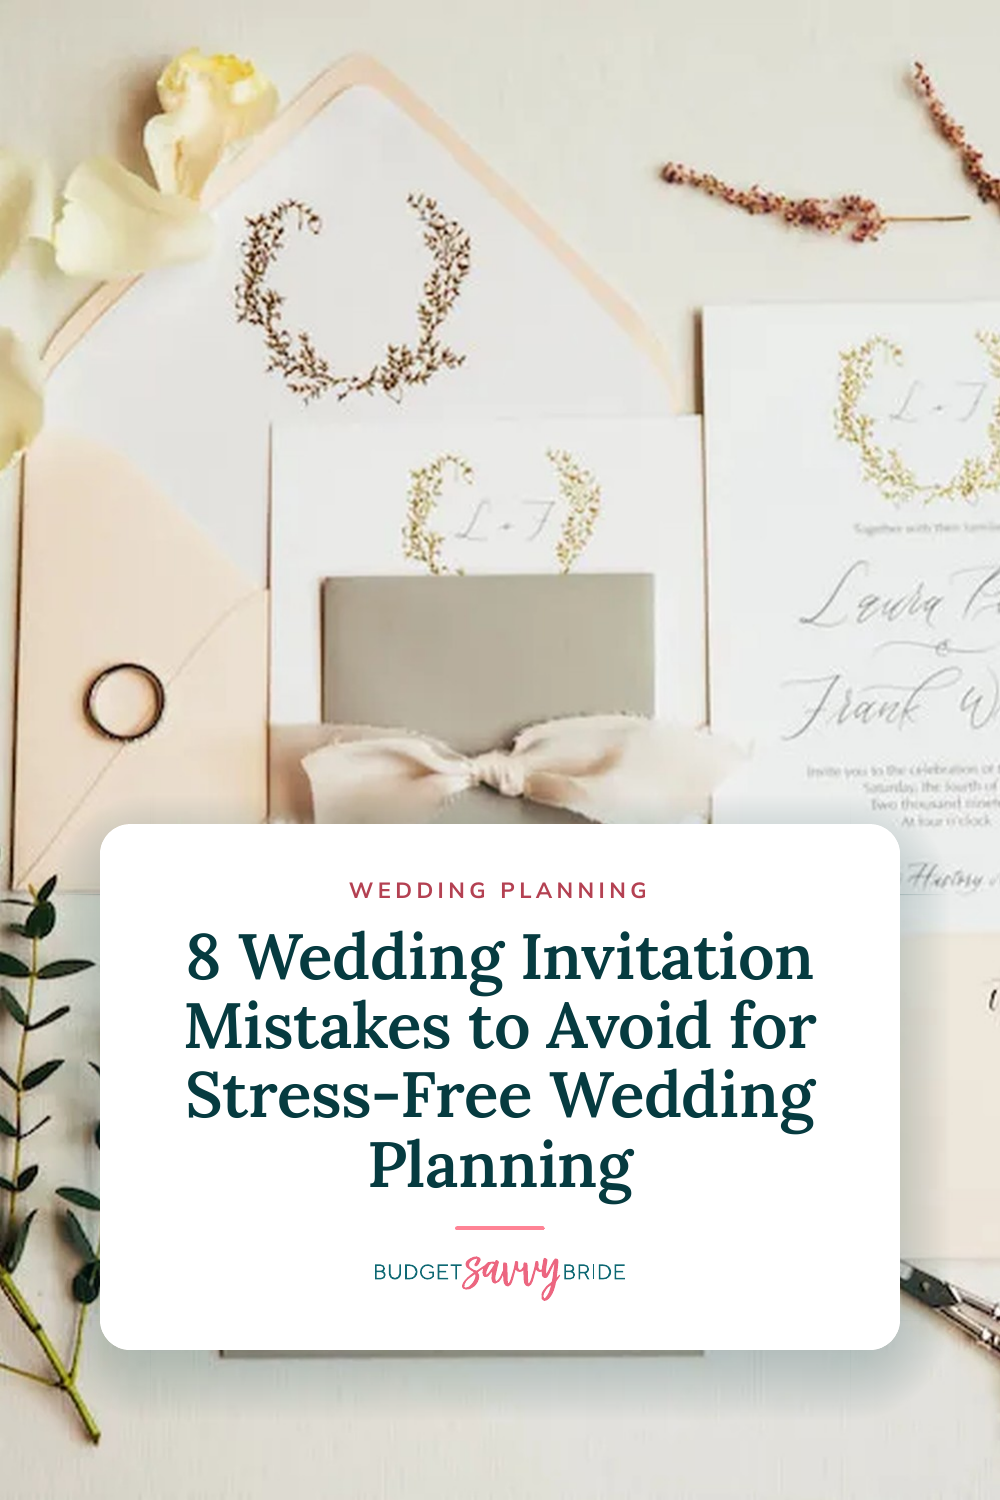 L + F
L + F
Together with their
Laura
Frank W
Invite you to the celebration of
Saturday, the fourth of
Two thousand
At four o'clock
History
WEDDING PLANNING
8 Wedding Invitation
Mistakes to Avoid for
Stress-Free Wedding
Planning
BUDGET savvy BRIDE